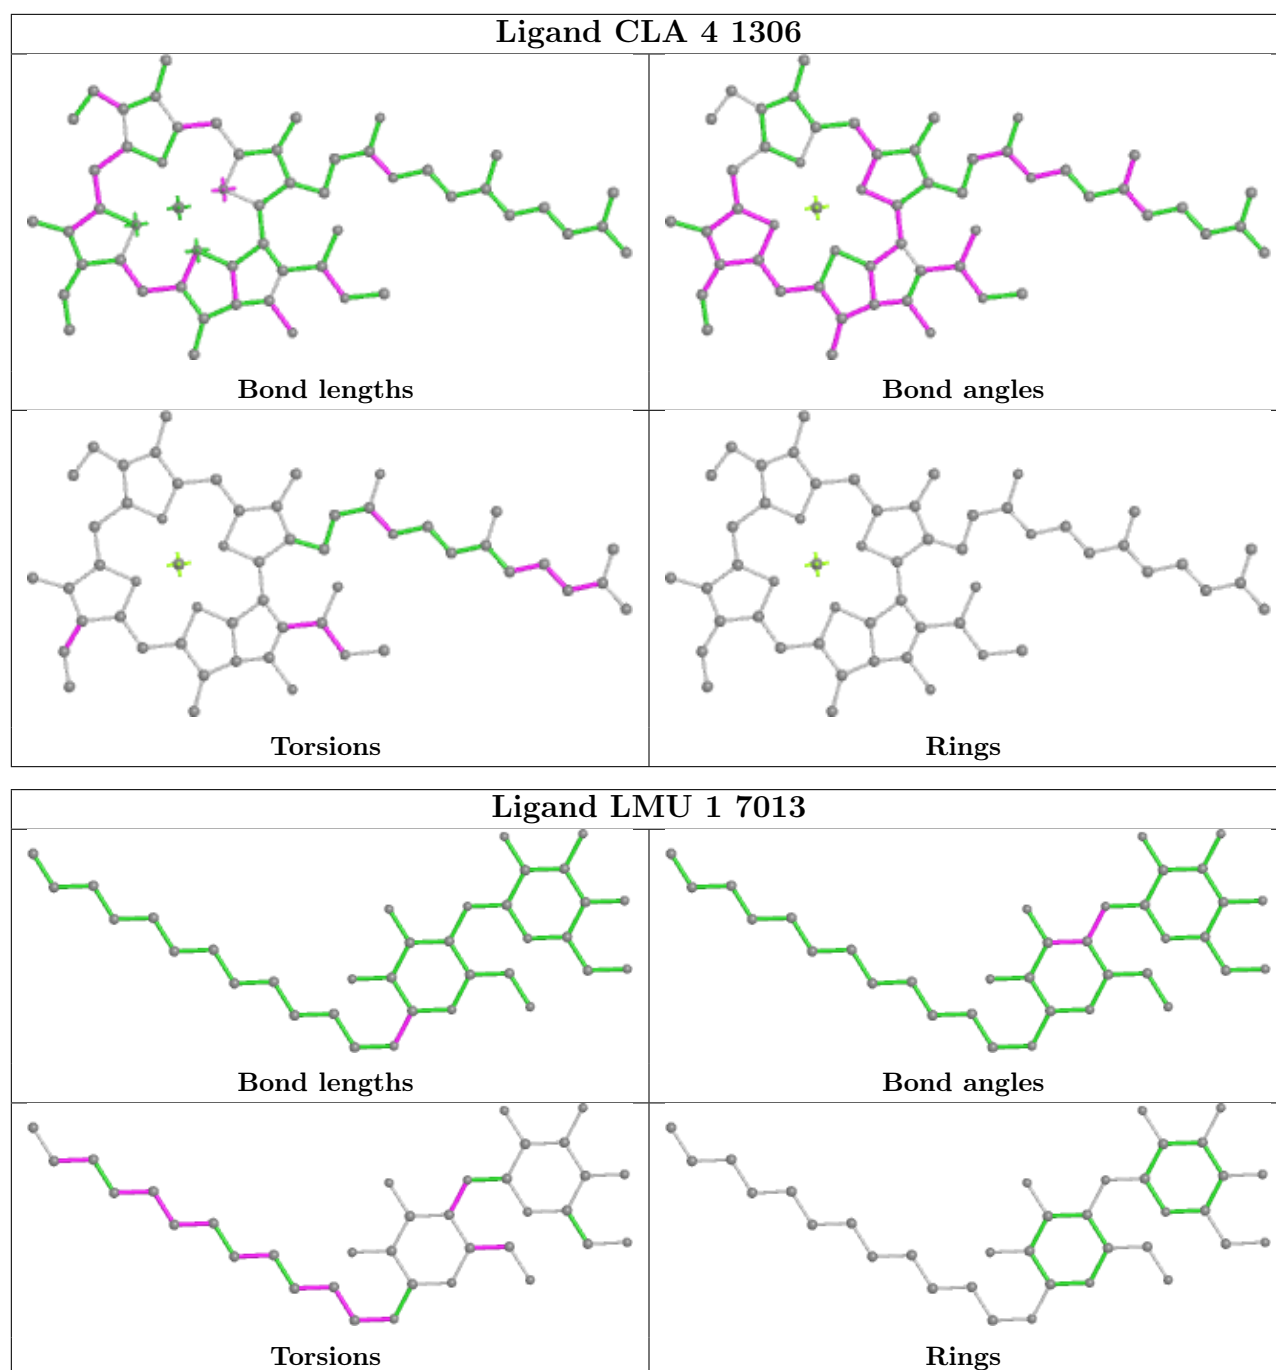 Ligand CLA 4 1306
Bond lengths
Bond angles
Torsions
Rings
Ligand LMU 1 7013
Bond lengths
Bond angles
Torsions
Rings